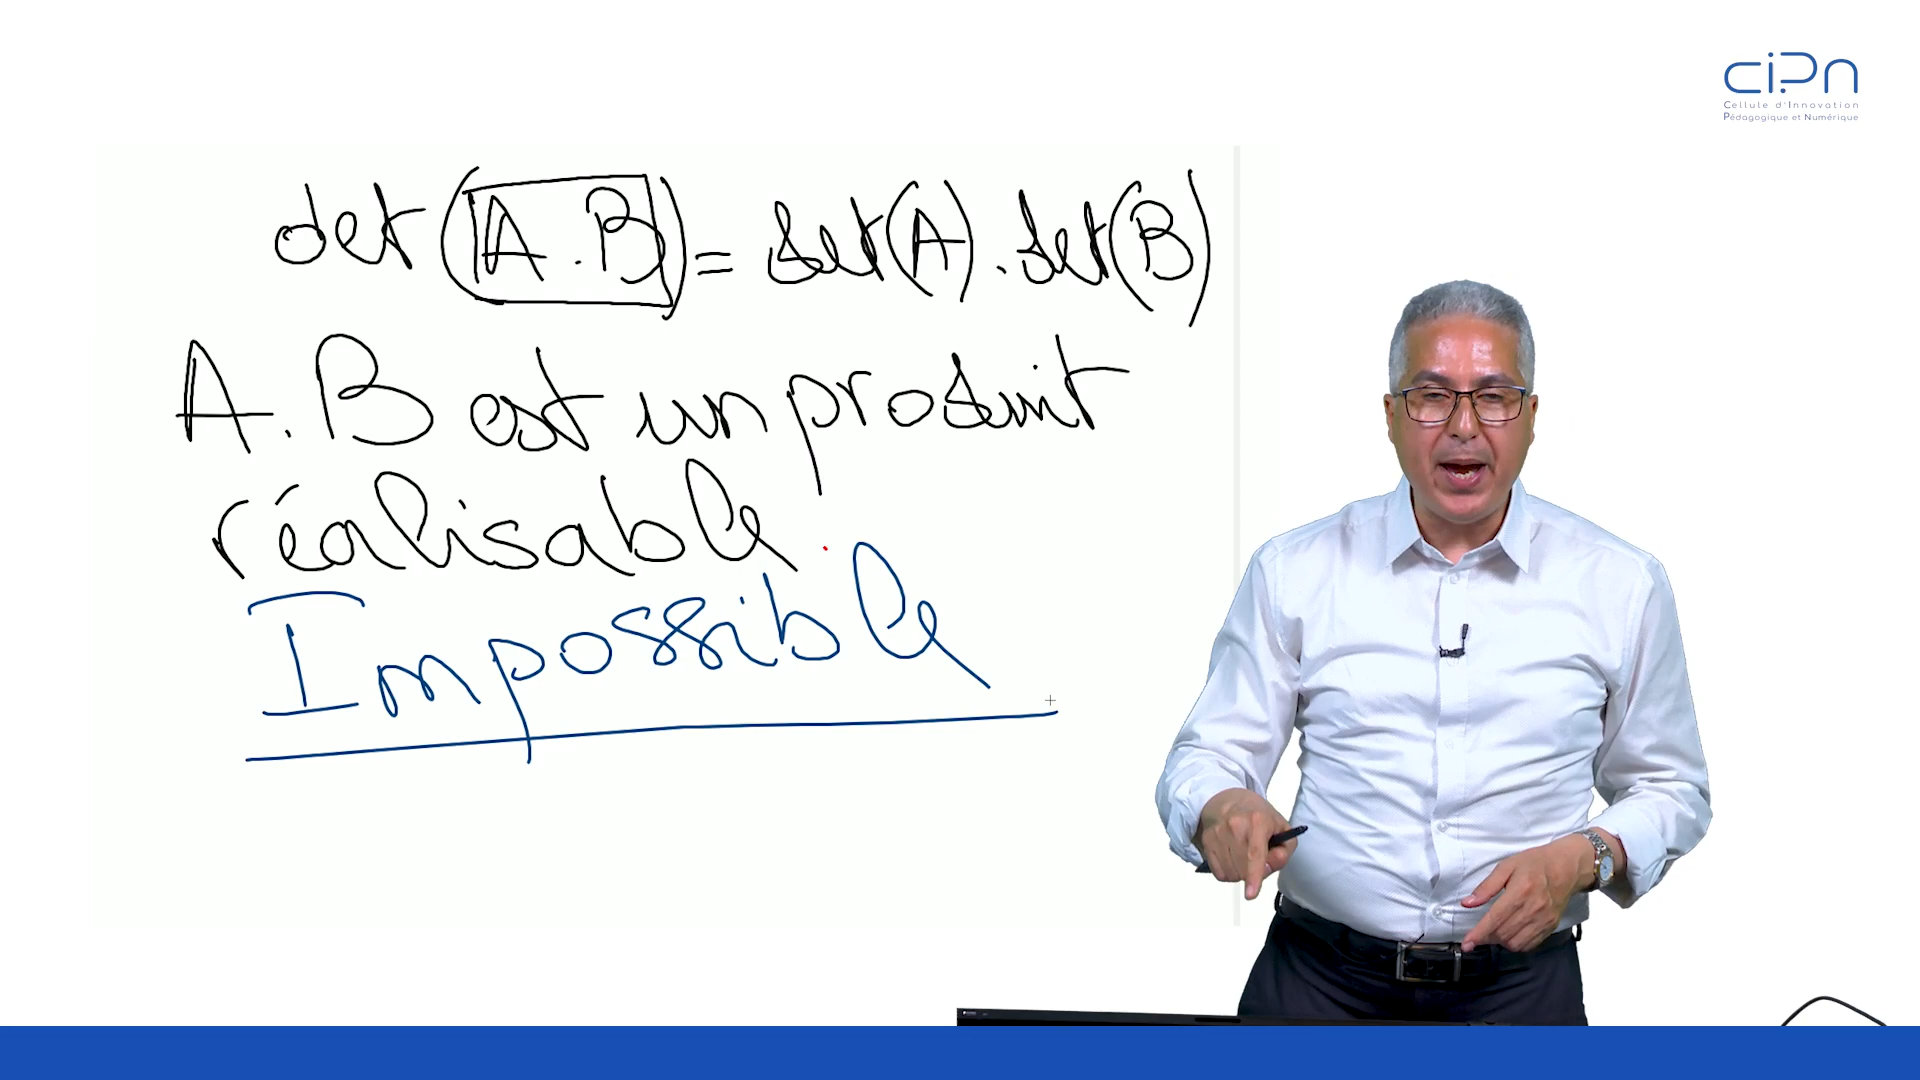 cipn
Cellule d'Innovation
Pédagogique et Numérique
det(A.B) = det(A).det(B)
A.B est un produit
réalisable.
Impossible